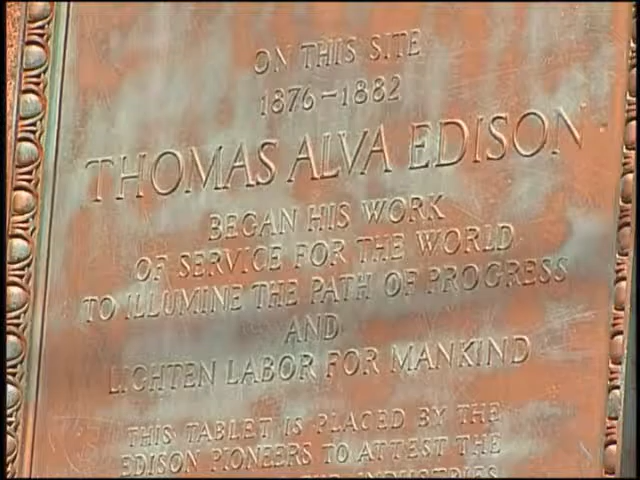 ON THIS SITE
1876-1882
THOMAS ALVA EDISON
BEGAN HIS WORK
OF SERVICE FOR THE WORLD
TO ILLUMINE THE PATH OF PROGRESS
AND
LIGHTEN LABOR FOR MANKIND
THIS TABLET IS PLACED BY THE
EDISON PIONEERS TO ATTEST THE
INDUSTRIES